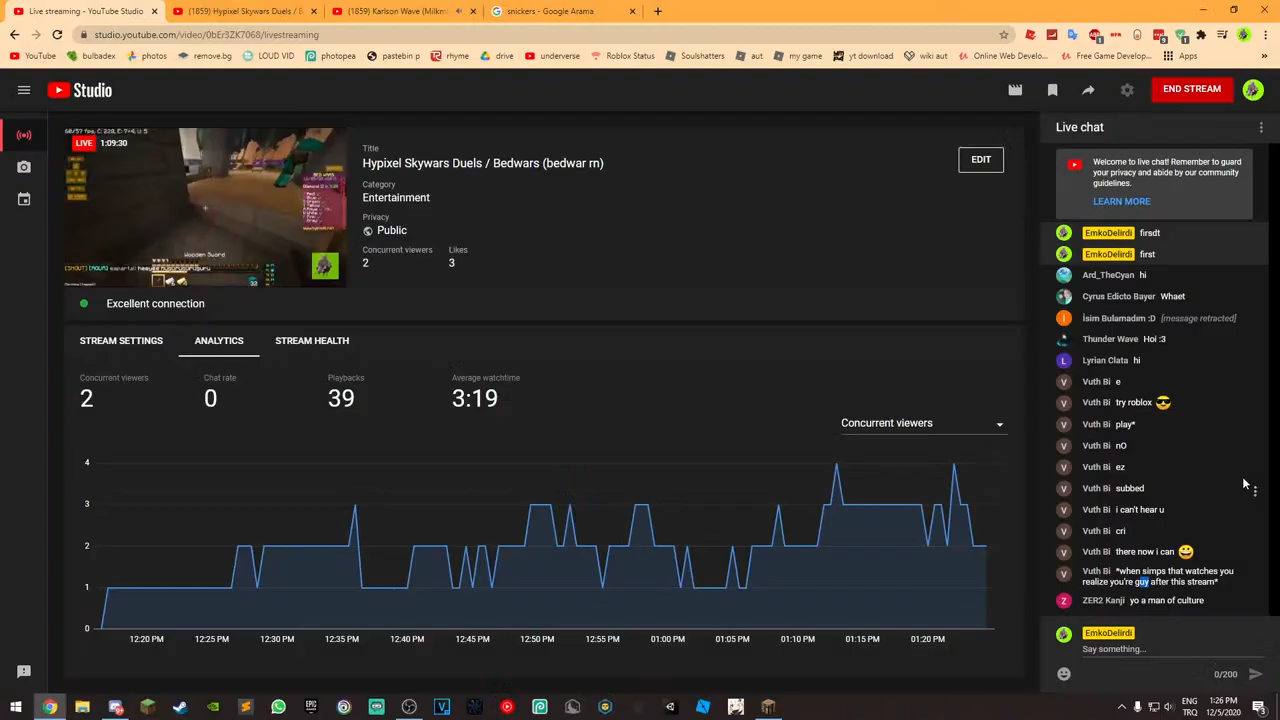 Live streaming - YouTube Studio
(1859) Hypixel Skywars Duels / B
(1859) Karlson Wave (Milkm
snickers - Google Arama
studio.youtube.com/video/0bEr3ZK7068/livestreaming
YouTube
bulbadex
photos
remove.bg
LOUD VID
photopea
pastebin p
rhyme
drive
underverse
Roblox Status
Soulshatters
aut
my game
yt download
wiki aut
Online Web Develo...
Free Game Develop...
Apps
Studio
END STREAM
LIVE 1:09:30
Wooden Sword
Title
Hypixel Skywars Duels / Bedwars (bedwar rn)
EDIT
Category
Entertainment
Privacy
Public
Concurrent viewers
Likes
2
3
Excellent connection
STREAM SETTINGS
ANALYTICS
STREAM HEALTH
Concurrent viewers
Chat rate
Playbacks
Average watchtime
2
0
39
3:19
Concurrent viewers
4
3
2
1
0
12:20 PM
12:25 PM
12:30 PM
12:35 PM
12:40 PM
12:45 PM
12:50 PM
12:55 PM
01:00 PM
01:05 PM
01:10 PM
01:15 PM
01:20 PM
Live chat
Welcome to live chat! Remember to guard
your privacy and abide by our community
guidelines.
LEARN MORE
EmkoDelirdi firsdt
EmkoDelirdi first
Ard_TheCyan hi
Cyrus Edicto Bayer Whaet
İsim Bulamadım :D [message retracted]
Thunder Wave Hoi :3
Lyrian Clata hi
Vuth Bi e
Vuth Bi try roblox 😎
Vuth Bi play*
Vuth Bi nO
Vuth Bi ez
Vuth Bi subbed
Vuth Bi i can't hear u
Vuth Bi cri
Vuth Bi there now i can 😀
Vuth Bi *when simps that watches you
realize you're guy after this stream*
ZER2 Kanji yo a man of culture
EmkoDelirdi
Say something...
0/200
ENG
TRQ
1:26 PM
12/5/2020